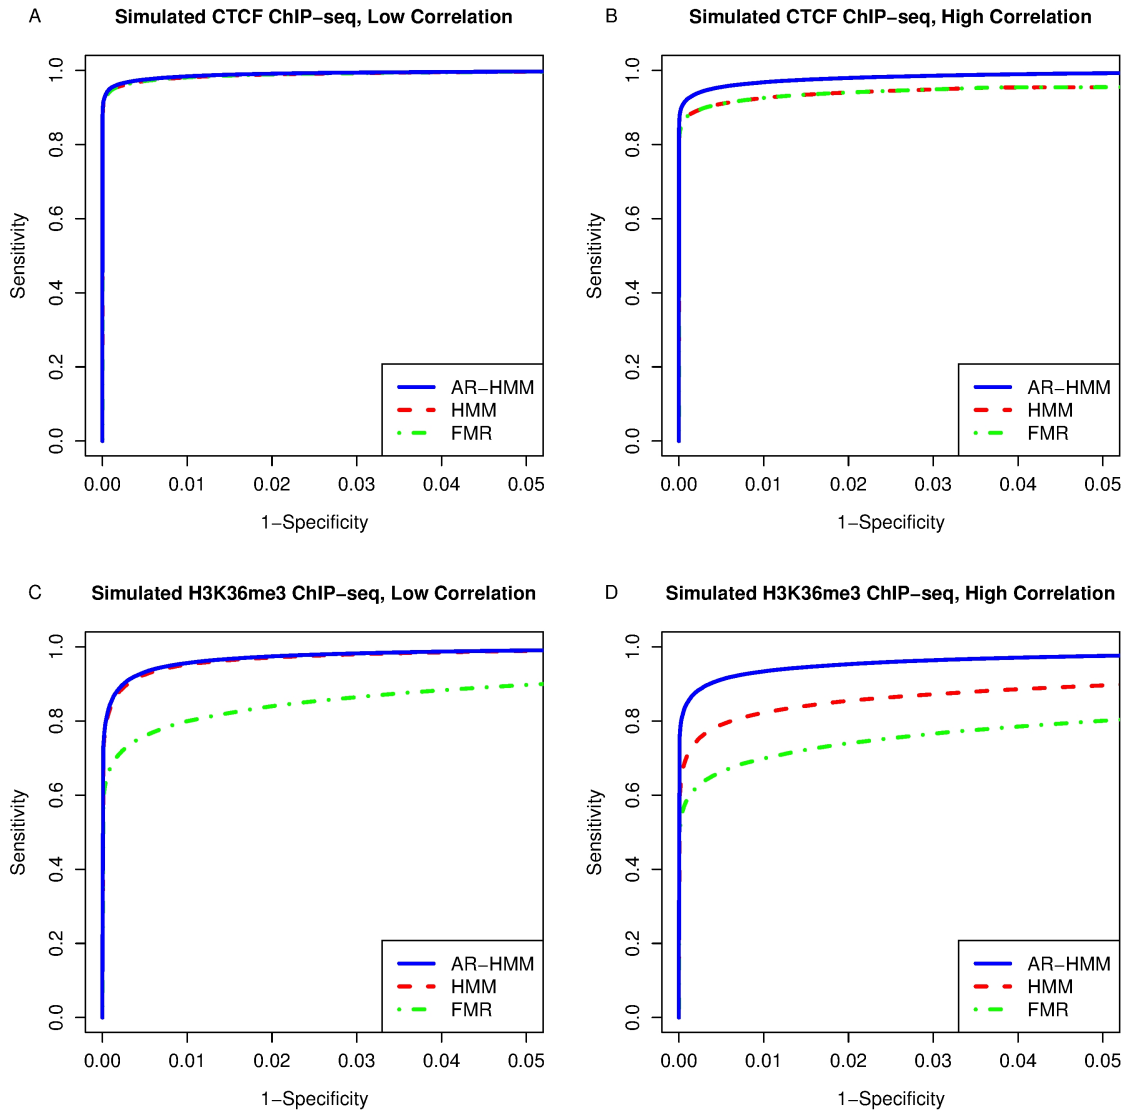 A
Simulated CTCF ChIP−seq, Low Correlation
Sensitivity
0.0 0.2 0.4 0.6 0.8 1.0
AR−HMM
HMM
FMR
0.00 0.01 0.02 0.03 0.04 0.05
1−Specificity
B
Simulated CTCF ChIP−seq, High Correlation
Sensitivity
0.0 0.2 0.4 0.6 0.8 1.0
AR−HMM
HMM
FMR
0.00 0.01 0.02 0.03 0.04 0.05
1−Specificity
C
Simulated H3K36me3 ChIP−seq, Low Correlation
Sensitivity
0.0 0.2 0.4 0.6 0.8 1.0
AR−HMM
HMM
FMR
0.00 0.01 0.02 0.03 0.04 0.05
1−Specificity
D
Simulated H3K36me3 ChIP−seq, High Correlation
Sensitivity
0.0 0.2 0.4 0.6 0.8 1.0
AR−HMM
HMM
FMR
0.00 0.01 0.02 0.03 0.04 0.05
1−Specificity